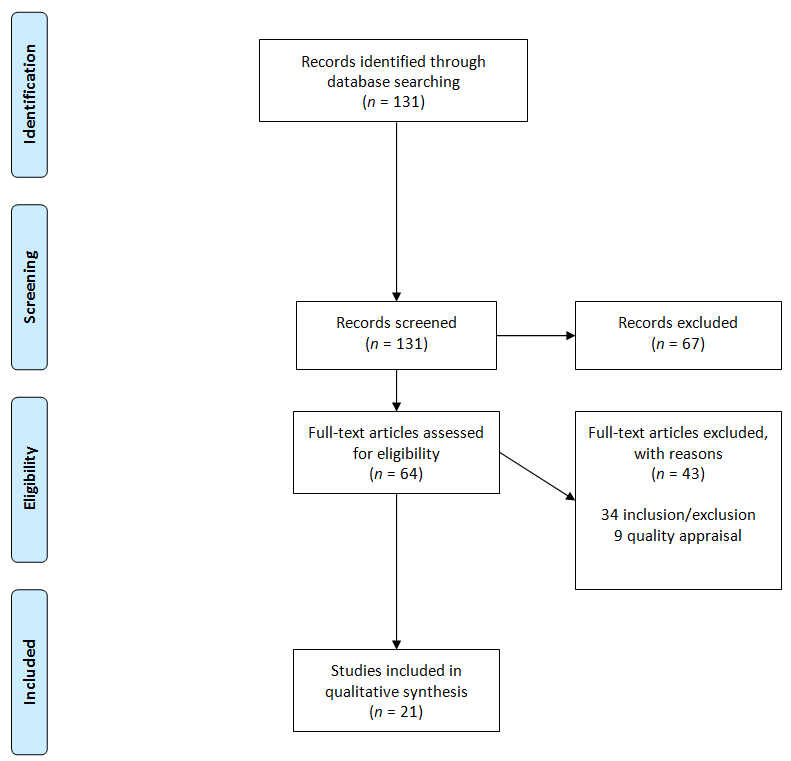 Identification
Records identified through
database searching
(n = 131)
Screening
Records screened
(n = 131)
Records excluded
(n = 67)
Eligibility
Full-text articles assessed
for eligibility
(n = 64)
Full-text articles excluded,
with reasons
(n = 43)
34 inclusion/exclusion
9 quality appraisal
Included
Studies included in
qualitative synthesis
(n = 21)